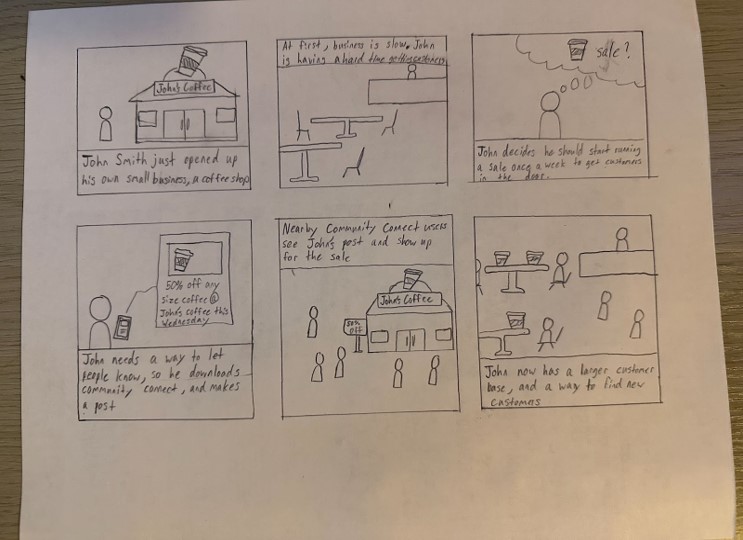 John's Coffee
John Smith just opened up
his own small business, a coffee stop
At first, business is slow. John
is having a hard time getting customers
sale?
John decides he should start running
a sale once a week to get customers
in the door.
50% off any
size coffee @
John's coffee this
Wednesday
John needs a way to let
people know, so he downloads
community connect, and makes
a post
Nearby Community Connect users
see John's post and show up
for the sale
John's Coffee
50%
off
John now has a larger customer
base, and a way to find new
customers